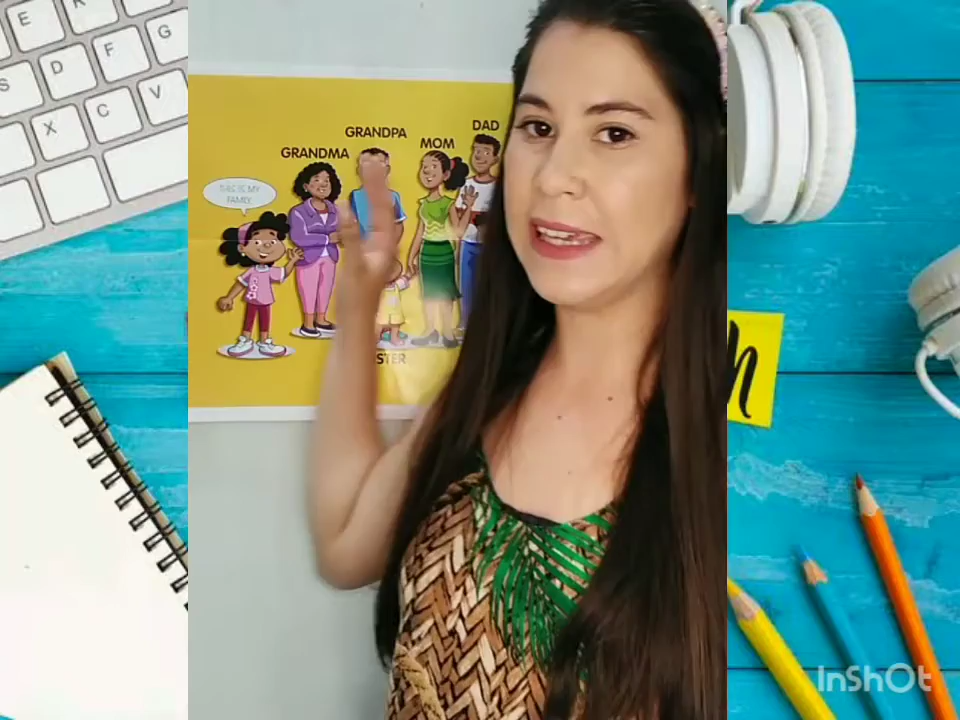 GRANDPA
DAD
MOM
GRANDMA
THIS IS MY
FAMILY
STER
E
R
F
G
S
D
X
C
V
n
InShOt